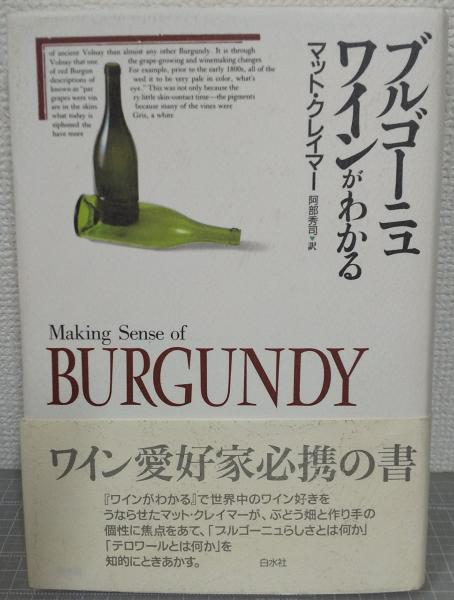 of ancient Volnay than almost any other Burgundy. It is through
Volnay that one
of red Burgun
descriptions of
known as "par
grapes were vin
are in the skins
what today is
siphoned the
have more
the grape-growing and winemaking changes
For example, prior to the early 1800s, all of the
wed it to be very pale in color, what's
eye." This was not only because the
ry little skin-contact time—the pigments
because many of the vines were
Gris, a white
ブルゴーニュ
ワインがわかる
マット・クレイマー
阿部秀司▼訳
Making Sense of
BURGUNDY
ワイン愛好家必携の書
『ワインがわかる』で世界中のワイン好きを
うならせたマット・クレイマーが、ぶどう畑と作り手の
個性に焦点をあて、「ブルゴーニュらしさとは何か」
「テロワールとは何か」を
知的にときあかす。
白水社